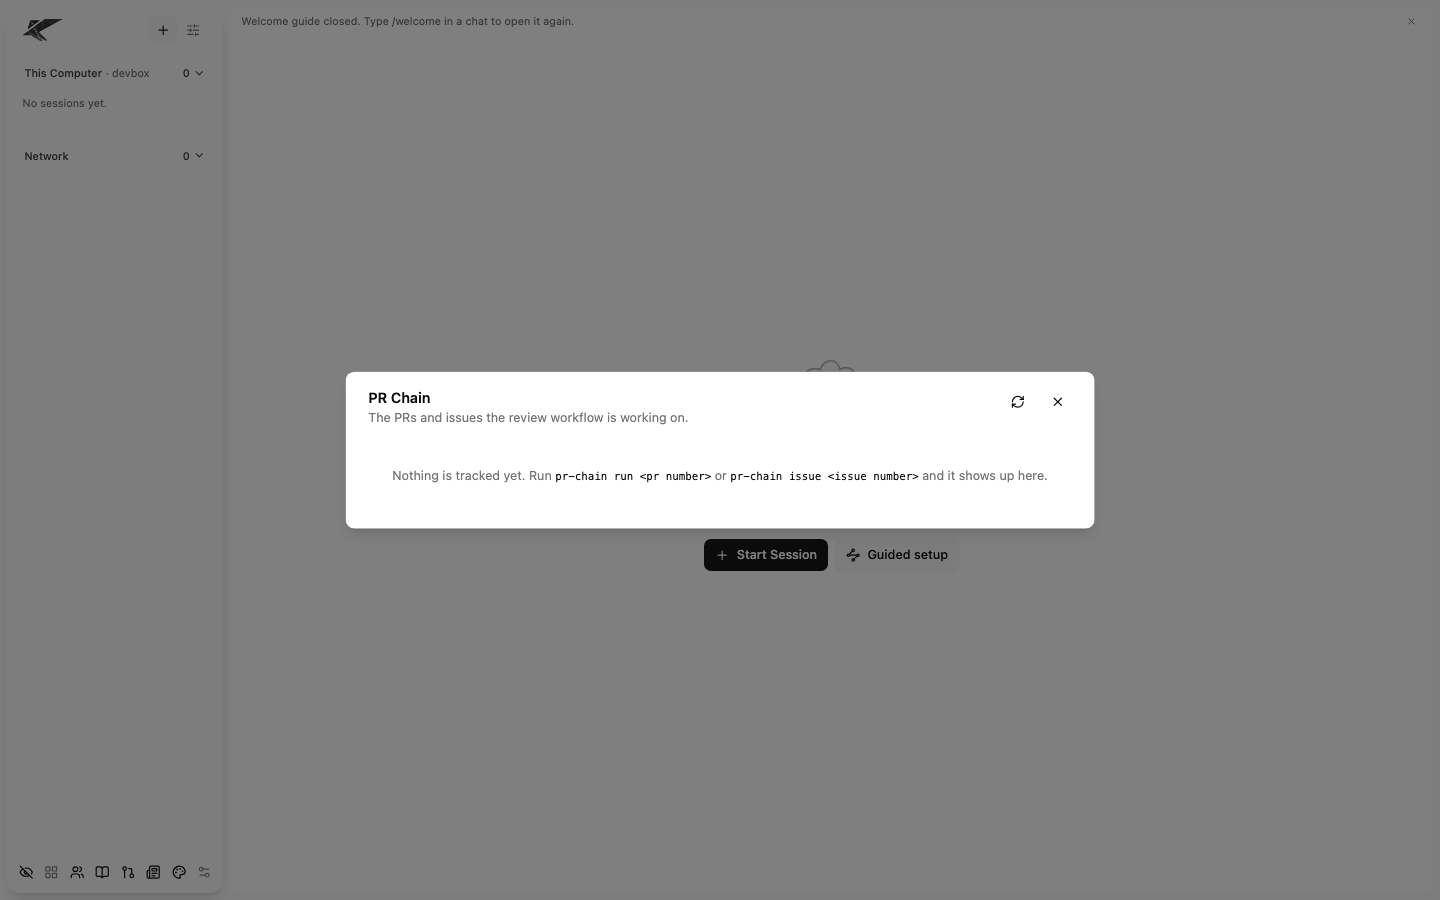 Welcome guide closed. Type /welcome in a chat to open it again.
This Computer · devbox 0
No sessions yet.
Network 0
PR Chain
The PRs and issues the review workflow is working on.
Nothing is tracked yet. Run pr-chain run <pr number> or pr-chain issue <issue number> and it shows up here.
Start Session
Guided setup